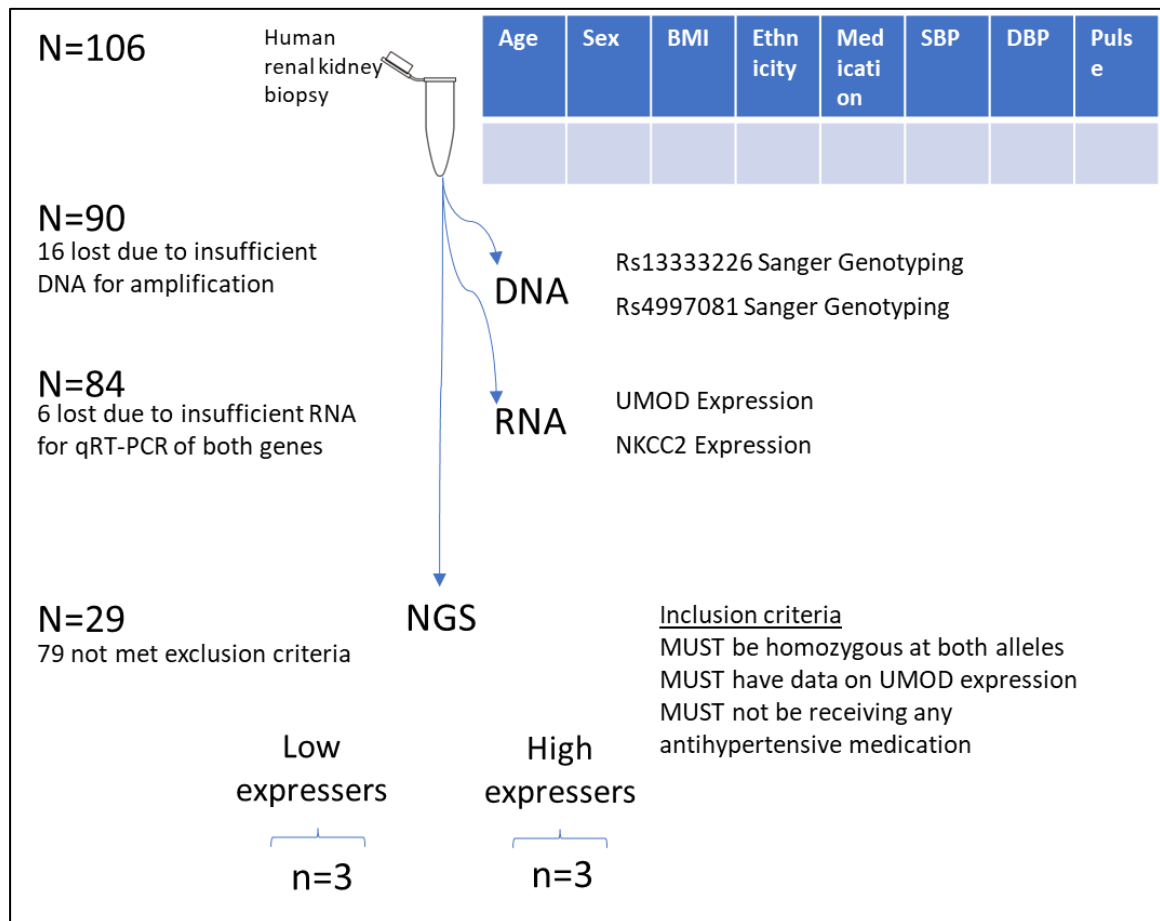 N=106
Human
renal kidney
biopsy
Age
Sex
BMI
Ethn
icity
Med
icati
on
SBP
DBP
Puls
e
N=90
16 lost due to insufficient
DNA for amplification
DNA
Rs13333226 Sanger Genotyping
Rs4997081 Sanger Genotyping
N=84
6 lost due to insufficient RNA
for qRT-PCR of both genes
RNA
UMOD Expression
NKCC2 Expression
N=29
79 not met exclusion criteria
NGS
Inclusion criteria
MUST be homozygous at both alleles
MUST have data on UMOD expression
MUST not be receiving any
antihypertensive medication
Low
expressers
n=3
High
expressers
n=3